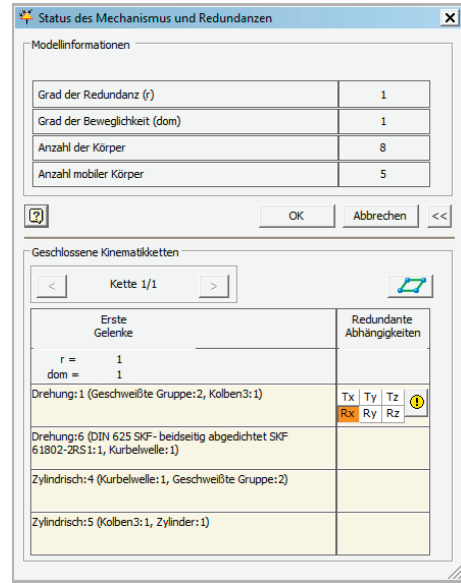 Status des Mechanismus und Redundanzen
Modellinformationen
Grad der Redundanz (r) 1
Grad der Beweglichkeit (dom) 1
Anzahl der Körper 8
Anzahl mobiler Körper 5
OK Abbrechen <<
Geschlossene Kinematikketten
< Kette 1/1 >
Erste Redundante
Gelenke Abhängigkeiten
r = 1
dom = 1
Drehung:1 (Geschweißte Gruppe:2, Kolben3:1) Tx Ty Tz
Rx Ry Rz
Drehung:6 (DIN 625 SKF- beidseitig abgedichtet SKF
61802-2RS1:1, Kurbelwelle:1)
Zylindrisch:4 (Kurbelwelle:1, Geschweißte Gruppe:2)
Zylindrisch:5 (Kolben3:1, Zylinder:1)